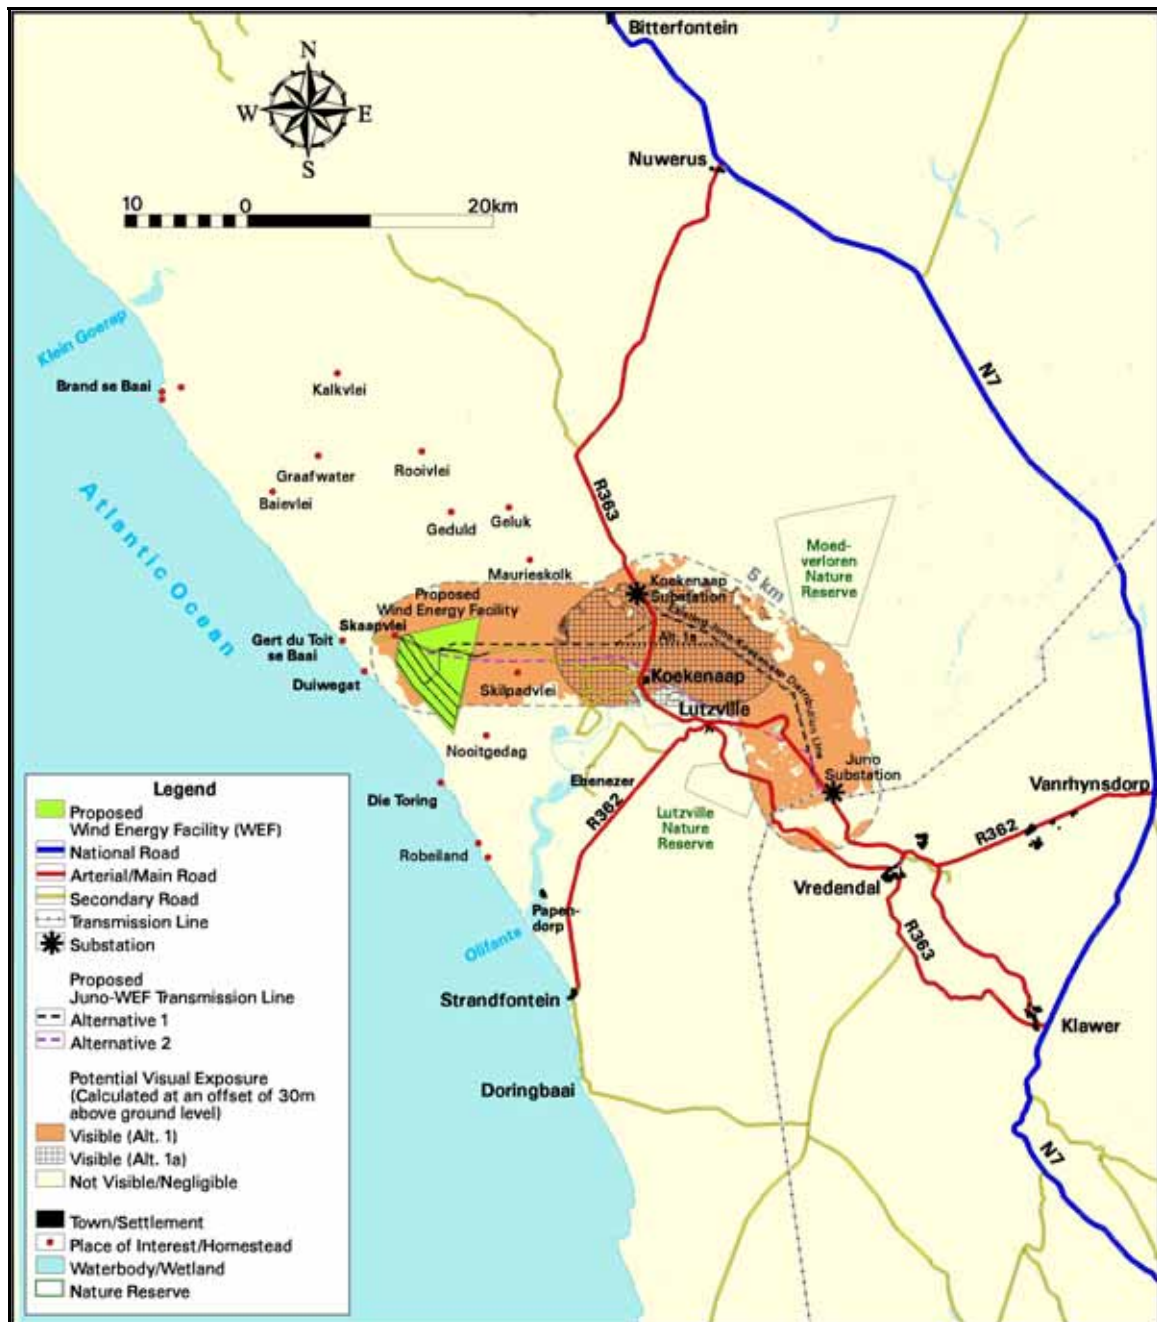 Bitterfontein
N
W
E
S
Nuwerus
10
0
20km
Klein Goerap
N7
Brand se Baai
Kalkvlei
Graafwater
Rooivlei
Baievlei
R363
Atlantic Ocean
Geduld
Geluk
Moed-
verloren
Nature
Reserve
Maurieskolk
Koekenaap
Substation
5 km
Proposed
Wind Energy Facility
Skaapvlei
Existing Juno-Koekenaap Distribution Line
Alt. 1a
Gert du Toit
se Baai
Duiwegat
Skilpadvlei
Koekenaap
Lutzville
Nooitgedag
Juno
Substation
Ebenezer
Vanrhynsdorp
Die Toring
R362
Lutzville
Nature
Reserve
R362
Robeiland
Vredendal
Papen-
dorp
Olifants
R363
Strandfontein
Klawer
Doringbaai
N7
Legend
Proposed
Wind Energy Facility (WEF)
National Road
Arterial/Main Road
Secondary Road
Transmission Line
Substation
Proposed
Juno-WEF Transmission Line
Alternative 1
Alternative 2
Potential Visual Exposure
(Calculated at an offset of 30m
above ground level)
Visible (Alt. 1)
Visible (Alt. 1a)
Not Visible/Negligible
Town/Settlement
Place of Interest/Homestead
Waterbody/Wetland
Nature Reserve